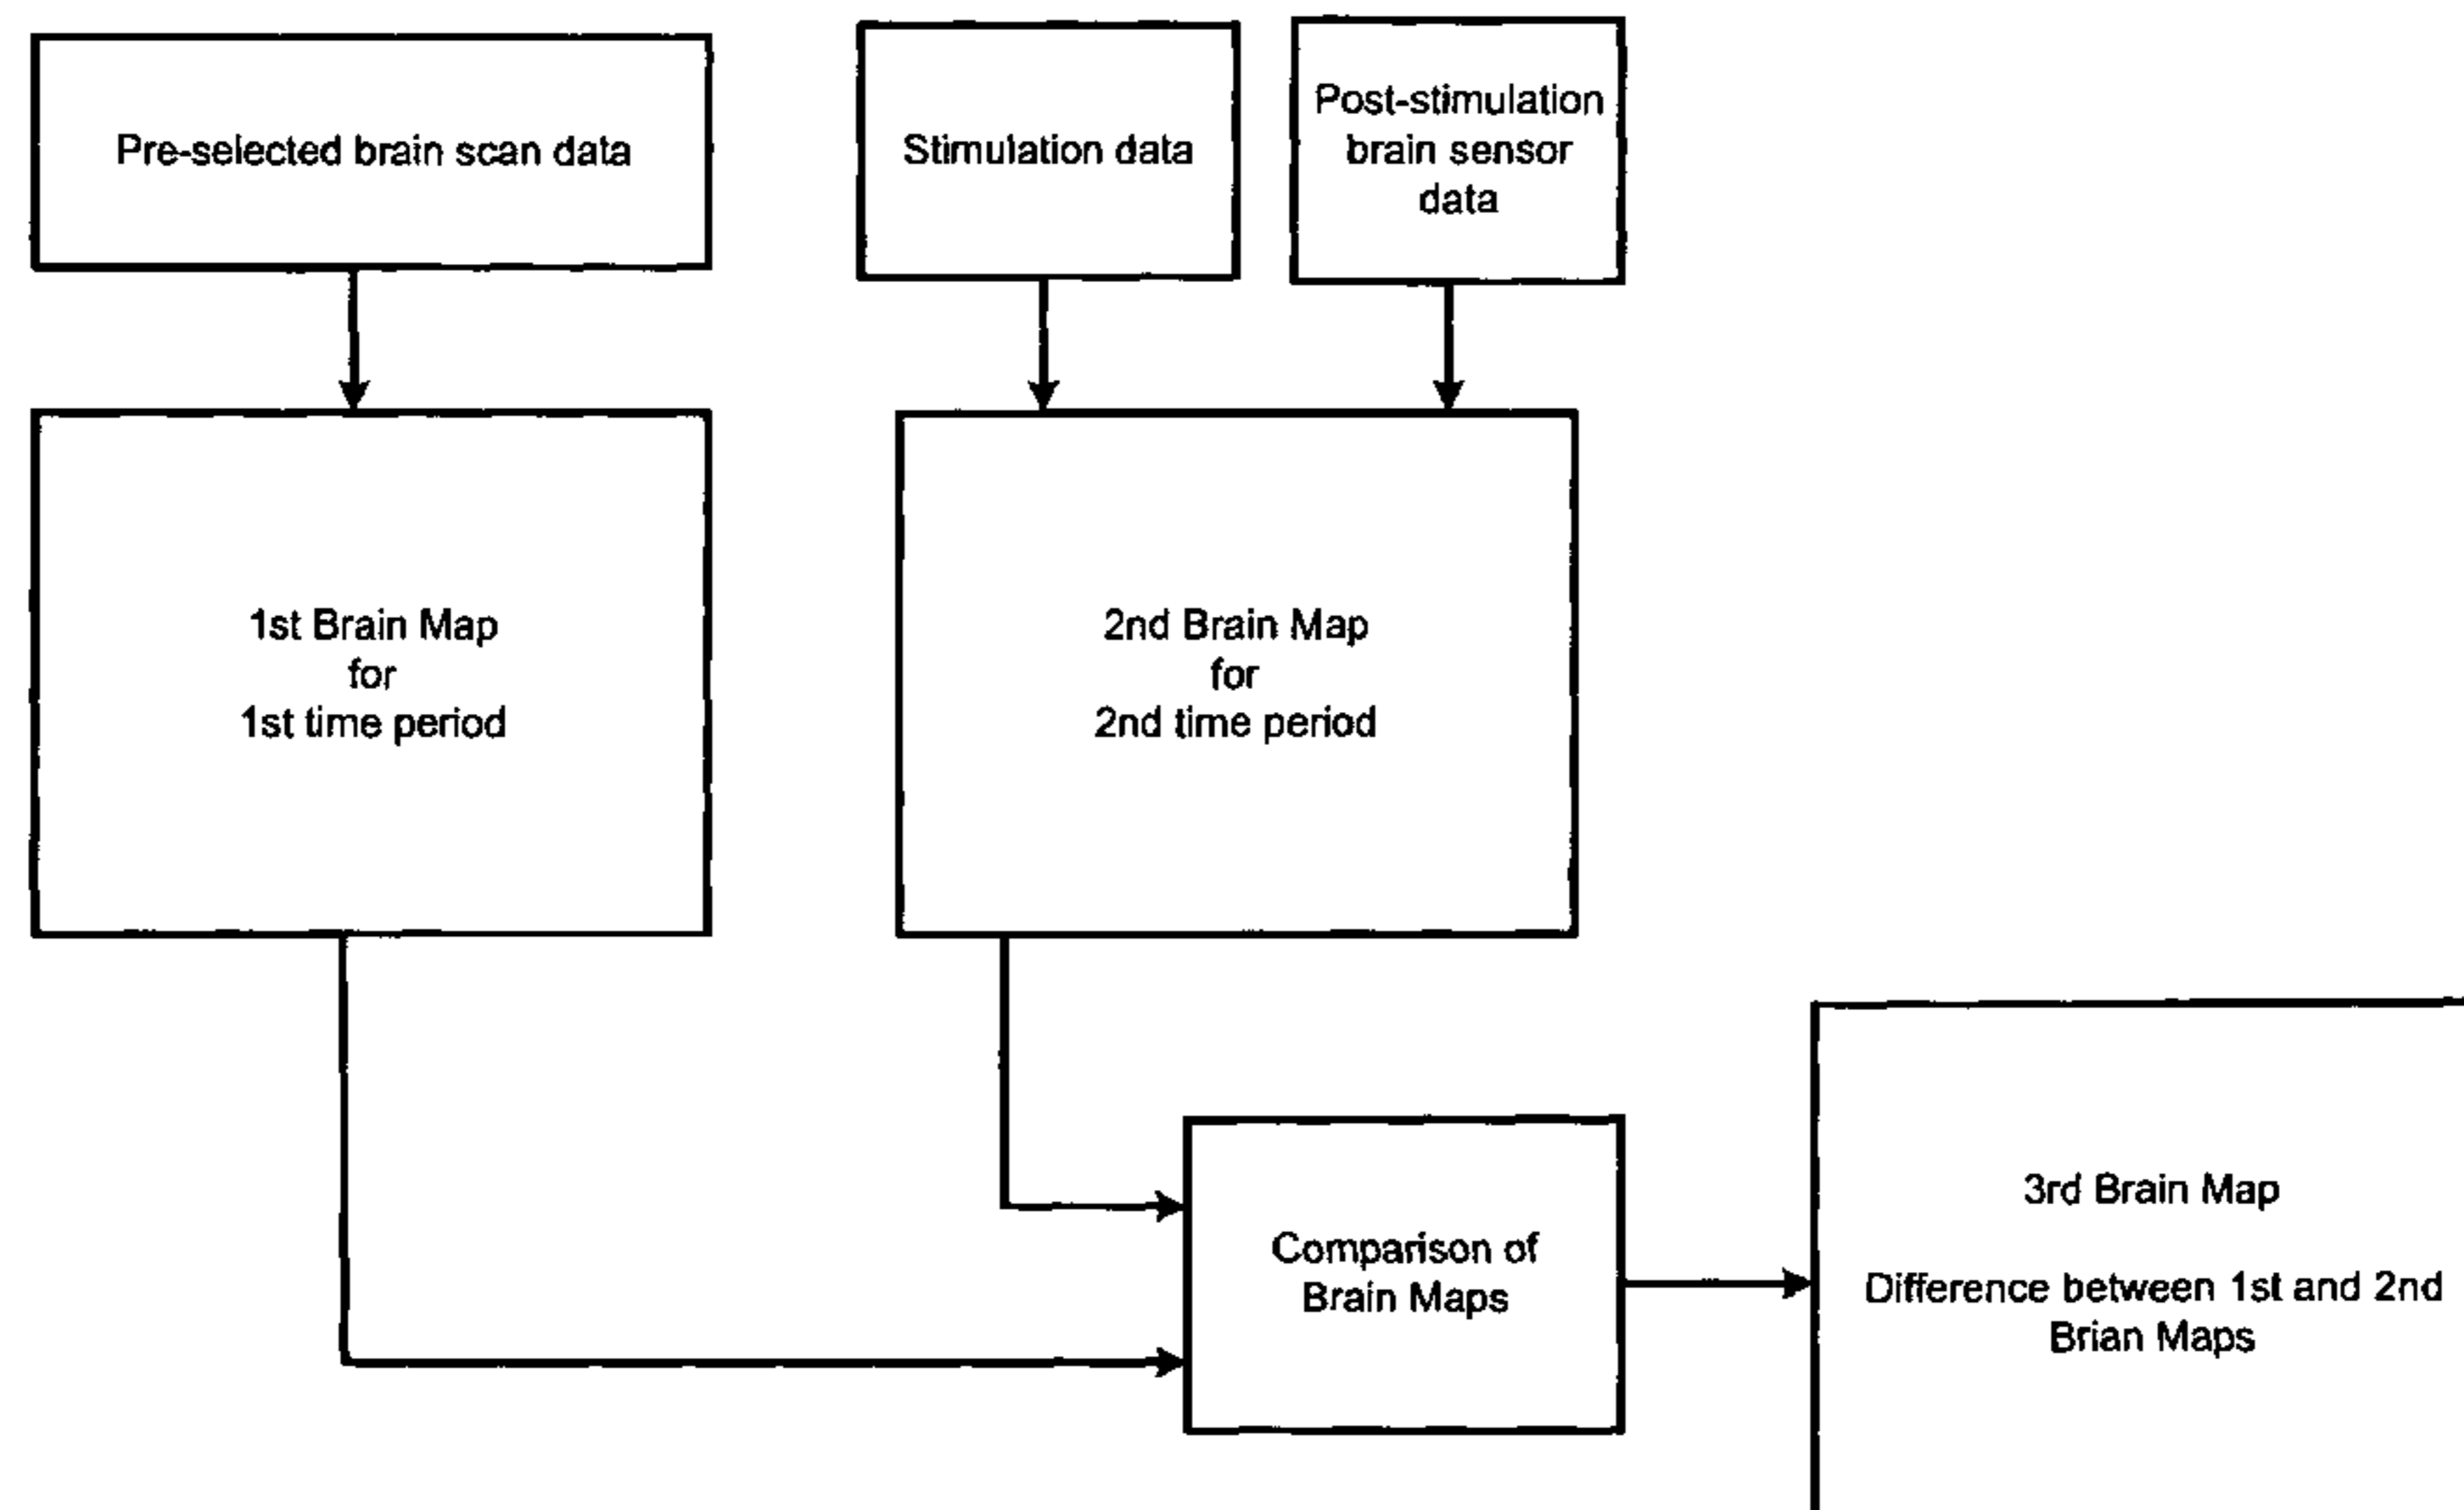 Pre-selected brain scan data
Stimulation data
Post-stimulation
brain sensor
data
1st Brain Map
for
1st time period
2nd Brain Map
for
2nd time period
Comparison of
Brain Maps
3rd Brain Map
Difference between 1st and 2nd
Brian Maps